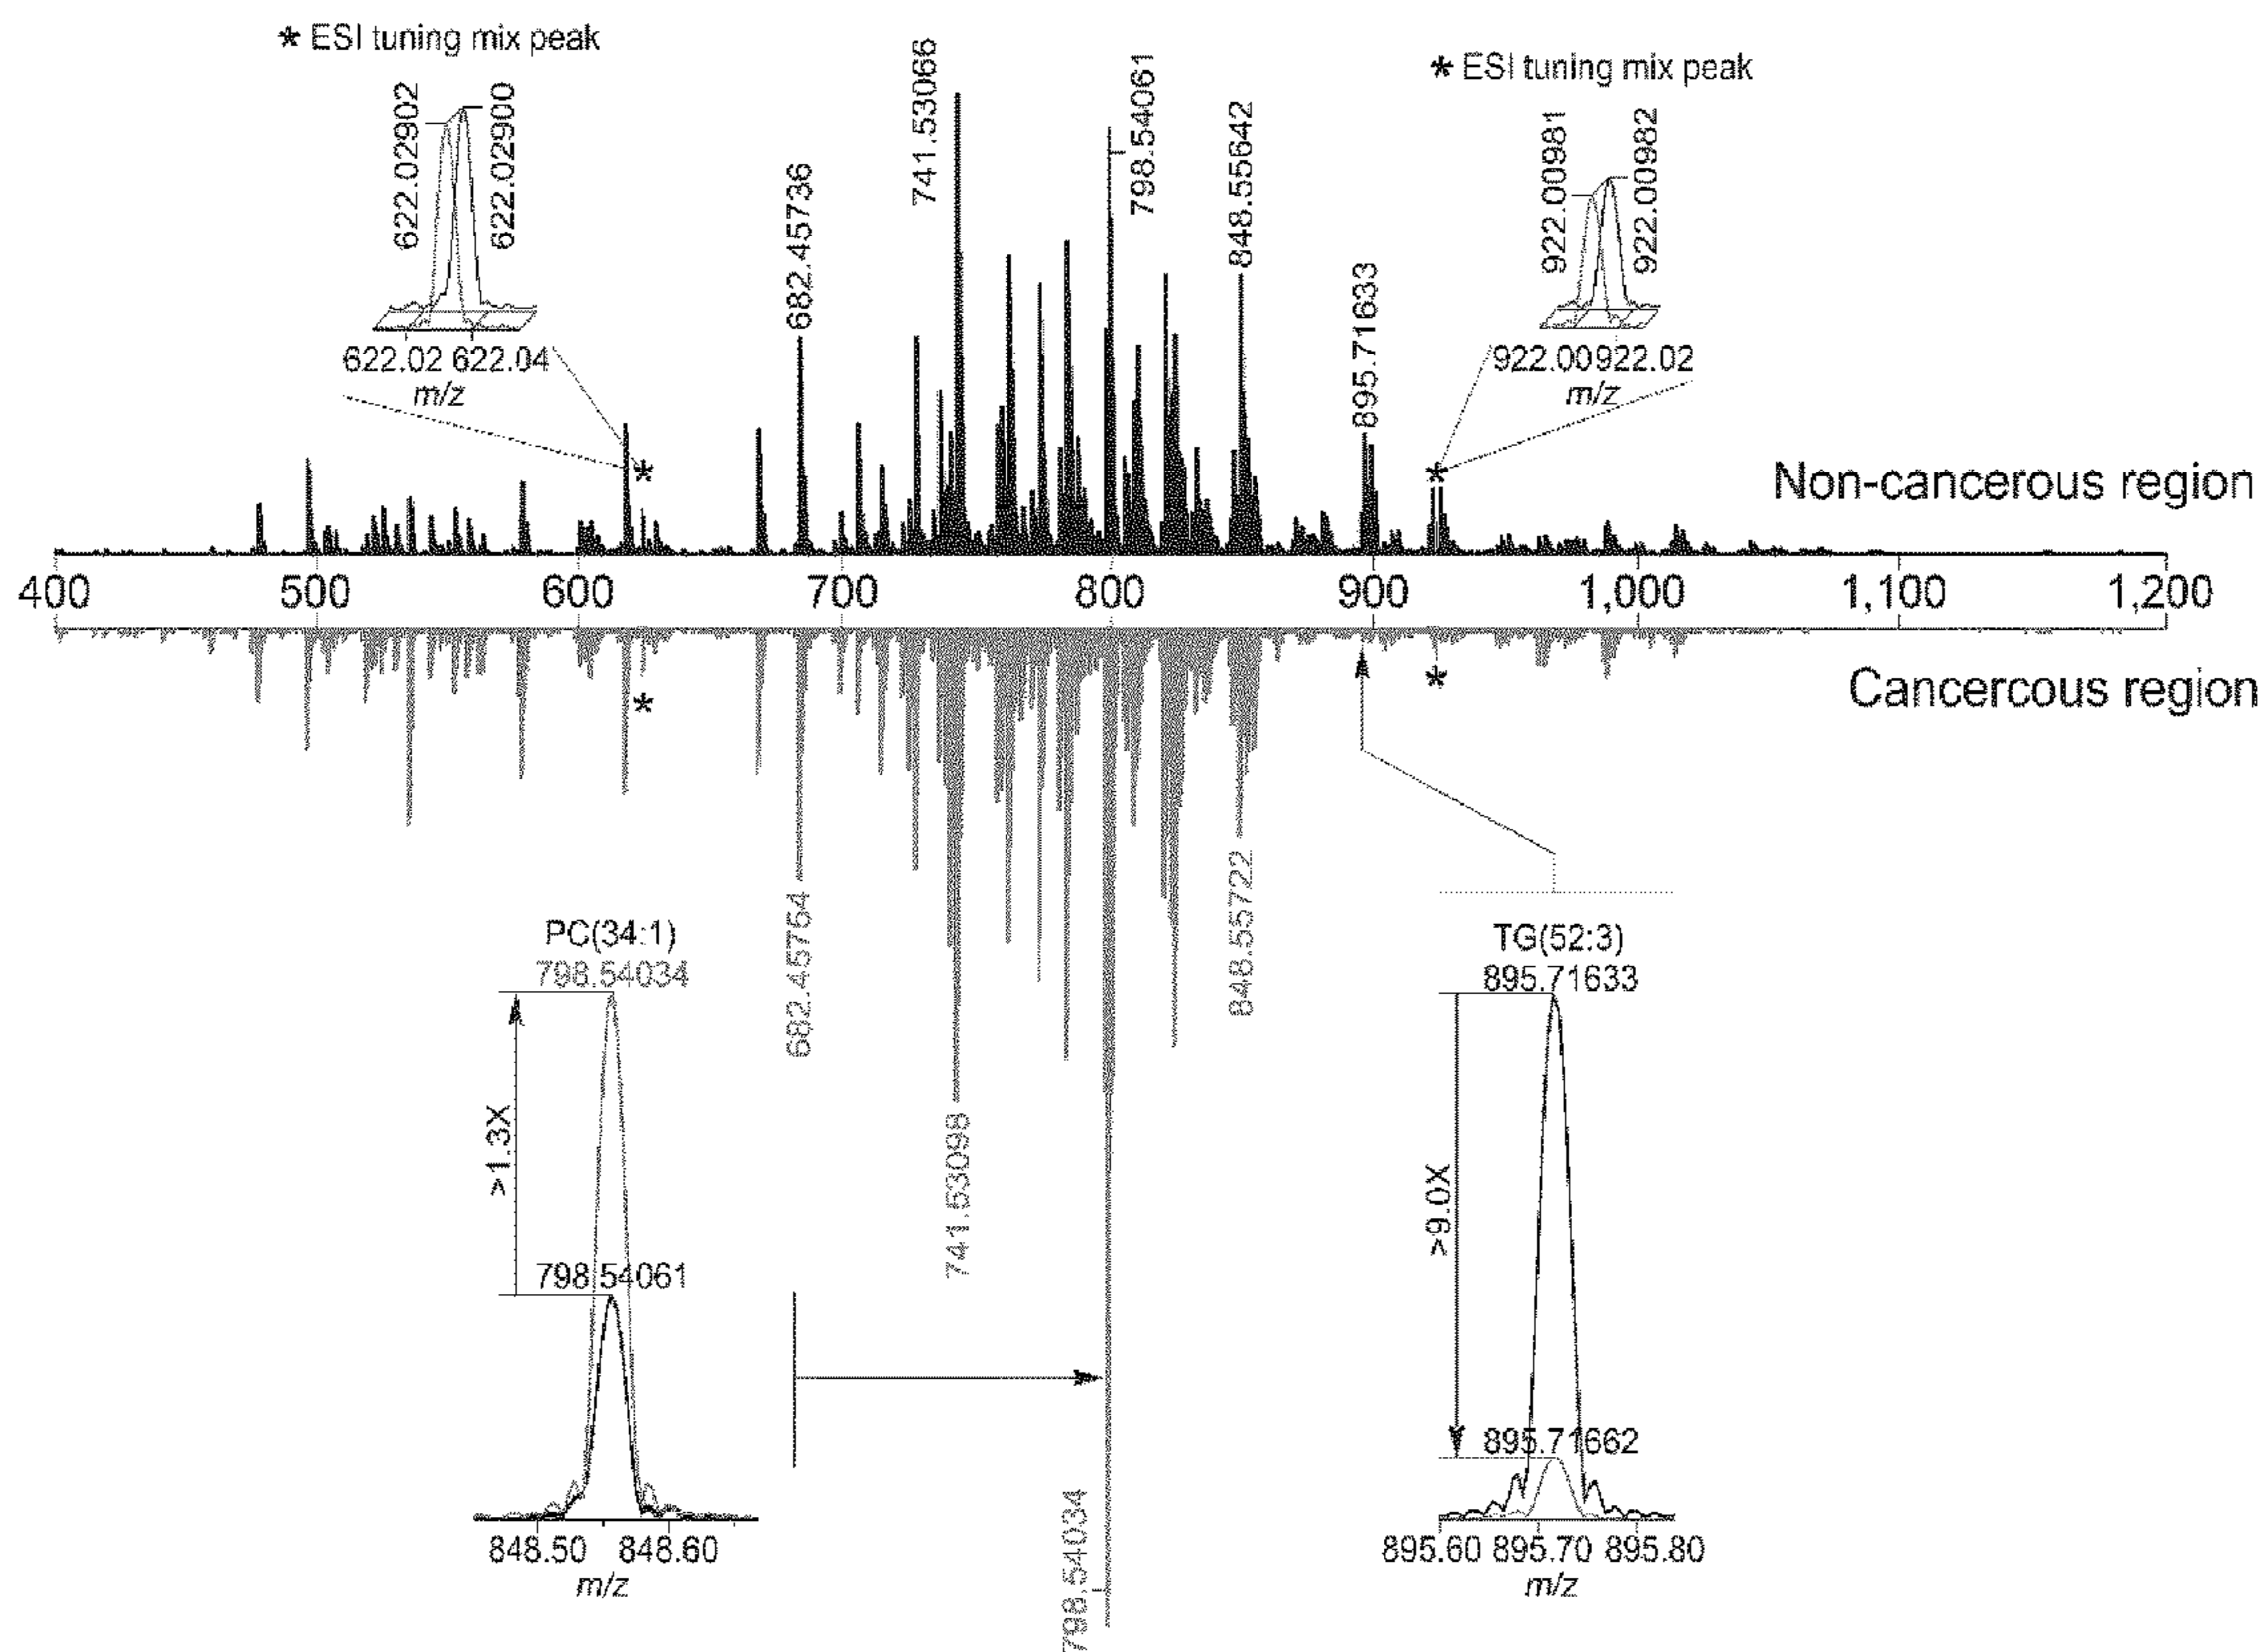 * ESI tuning mix peak
622.02902
622.02900
622.02 622.04
m/z
682.45736
741.53066
798.54061
848.55642
895.71633
* ESI tuning mix peak
922.00981
922.00982
922.00 922.02
m/z
*
*
Non-cancerous region
400 500 600 700 800 900 1,000 1,100 1,200
Cancercous region
*
*
682.45754
741.53098
848.55722
798.54034
PC(34:1)
798.54034
>1.3X
798.54061
848.50 848.60
m/z
TG(52:3)
895.71633
>9.0X
895.71662
895.60 895.70 895.80
m/z